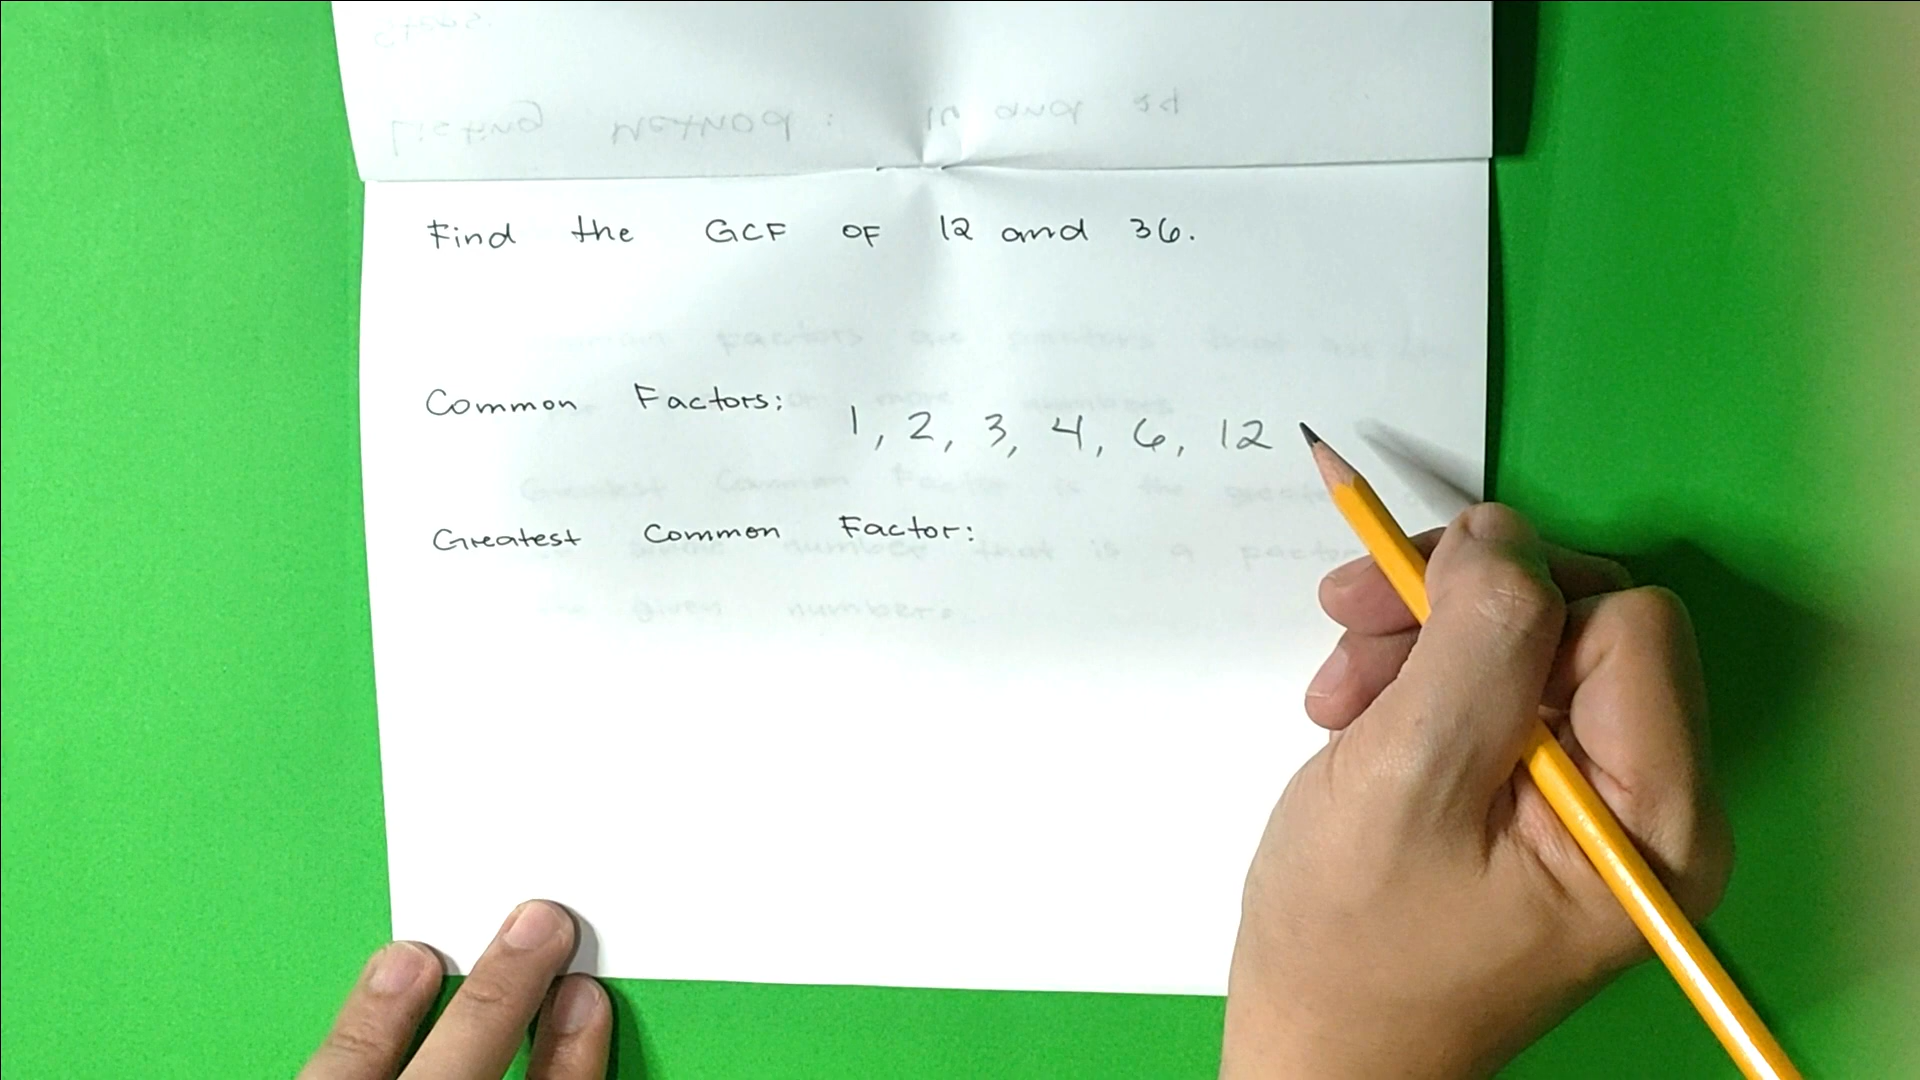 Find the GCF OF 12 and 36.
Common Factors: 1, 2, 3, 4, 6, 12
Greatest Common Factor: